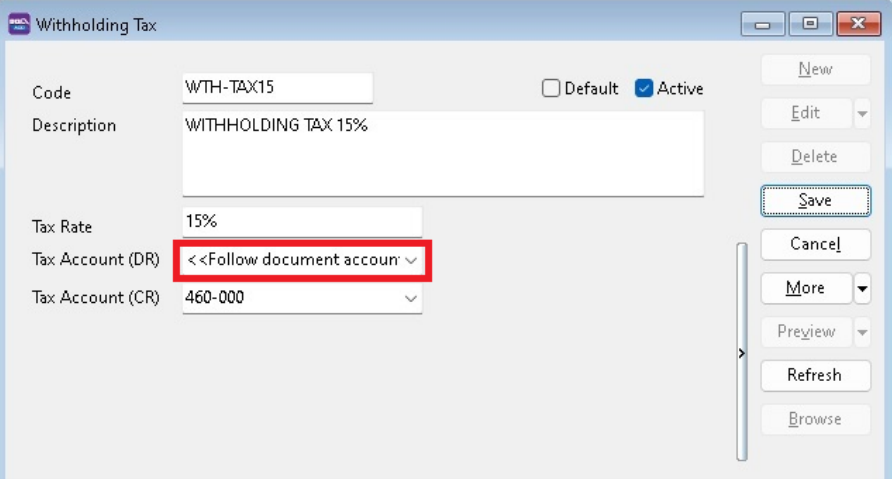 Withholding Tax
Code
WTH-TAX15
Default
Active
Description
WITHHOLDING TAX 15%
Tax Rate
15%
Tax Account (DR)
<<Follow document accoun
Tax Account (CR)
460-000
New
Edit
Delete
Save
Cancel
More
Preview
Refresh
Browse